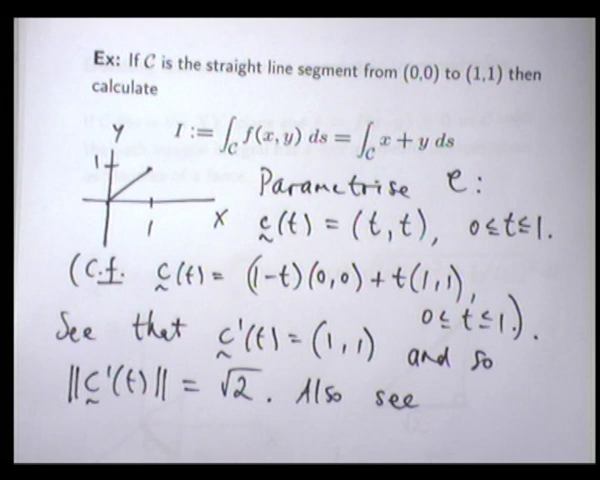 Ex: If C is the straight line segment from (0,0) to (1,1) then
calculate
I := ∫_C f(x, y) ds = ∫_C x + y ds
Y
1
1
X
Parametrise C:
c(t) = (t, t), 0 ≤ t ≤ 1.
(c.f. c(t) = (1-t)(0,0) + t(1,1),
0 ≤ t ≤ 1.)
See that c'(t) = (1,1) and so
||c'(t)|| = √2. Also see